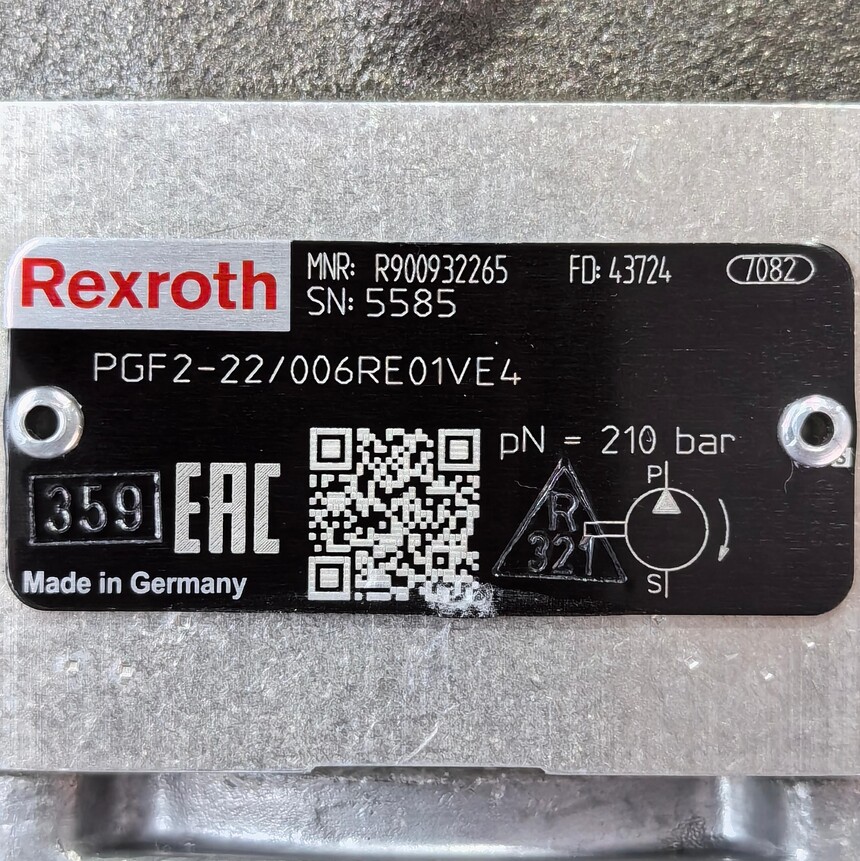 Rexroth
MNR: R900932265 FD: 43724 7082
SN: 5585
PGF2-22/006RE01VE4
pN = 210 bar
P
359 EAC
R
321
S
Made in Germany